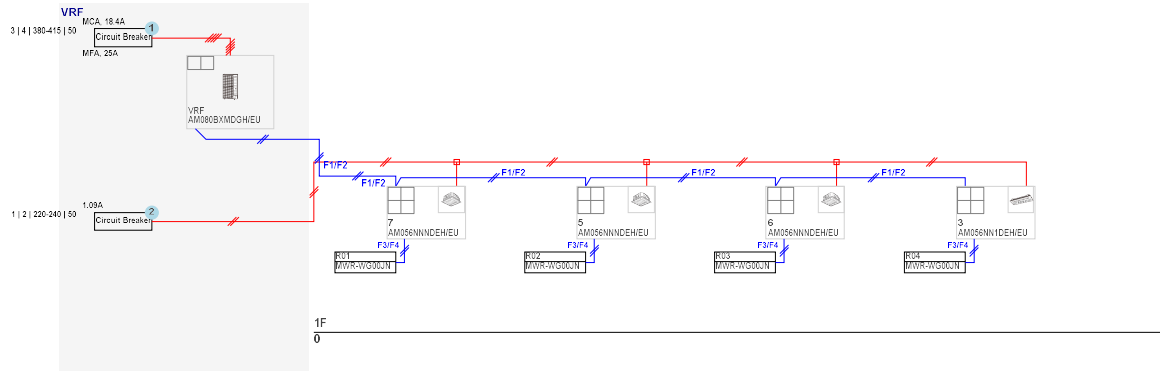 VRF
MCA, 18.4A
3 | 4 | 380-415 | 50
Circuit Breaker
1
MFA, 25A
VRF
AM080BXMDGH/EU
F1/F2
F1/F2
F1/F2
F1/F2
F1/F2
1 | 2 | 220-240 | 50
1.09A
Circuit Breaker
2
7
AM056NNNDEH/EU
5
AM056NNNDEH/EU
6
AM056NNNDEH/EU
3
AM056NN1DEH/EU
F3/F4
F3/F4
F3/F4
F3/F4
R01
MWR-WG00JN
R02
MWR-WG00JN
R03
MWR-WG00JN
R04
MWR-WG00JN
1F
0